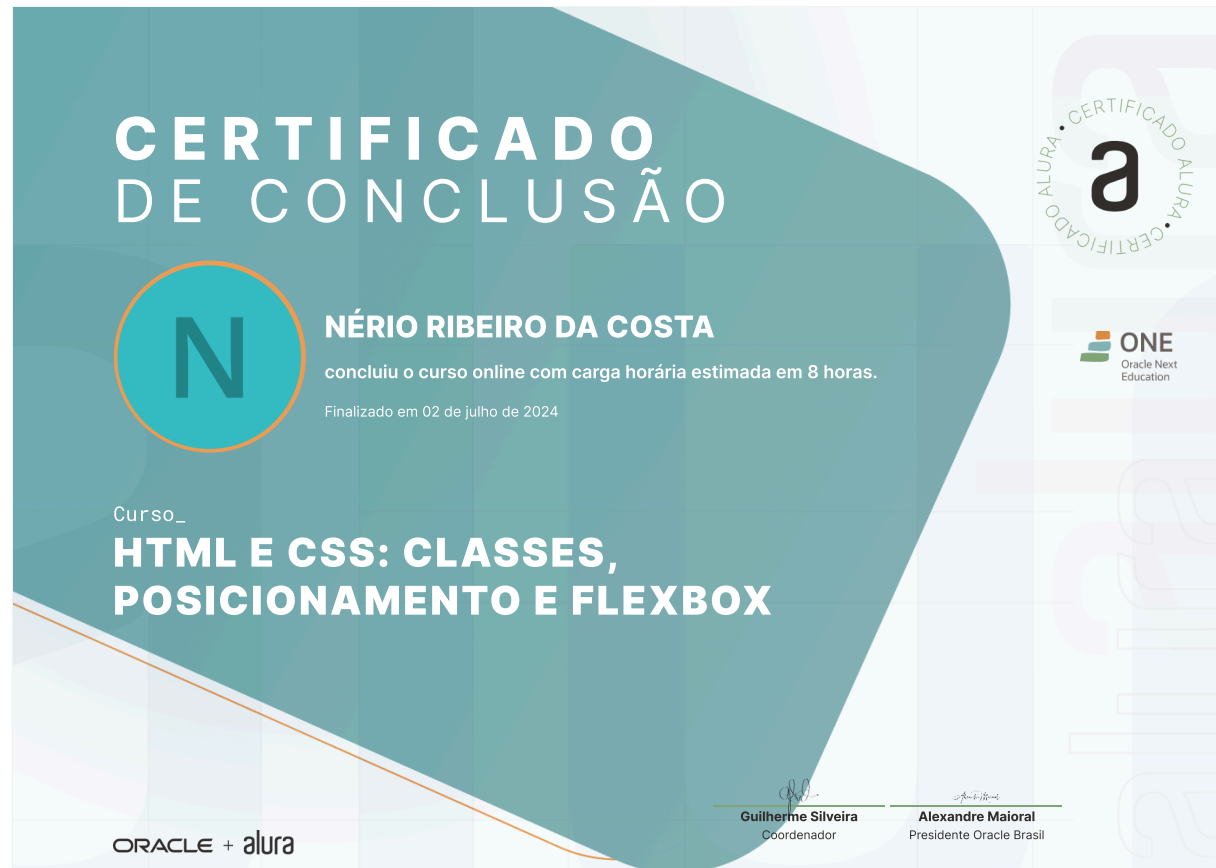 CERTIFICADO
DE CONCLUSÃO
CERTIFICADO ALURA • CERTIFICADO ALURA •
a
N
NÉRIO RIBEIRO DA COSTA
concluiu o curso online com carga horária estimada em 8 horas.
Finalizado em 02 de julho de 2024
ONE
Oracle Next
Education
Curso_
HTML E CSS: CLASSES,
POSICIONAMENTO E FLEXBOX
Guilherme Silveira
Coordenador
Alexandre Maioral
Presidente Oracle Brasil
ORACLE + alura